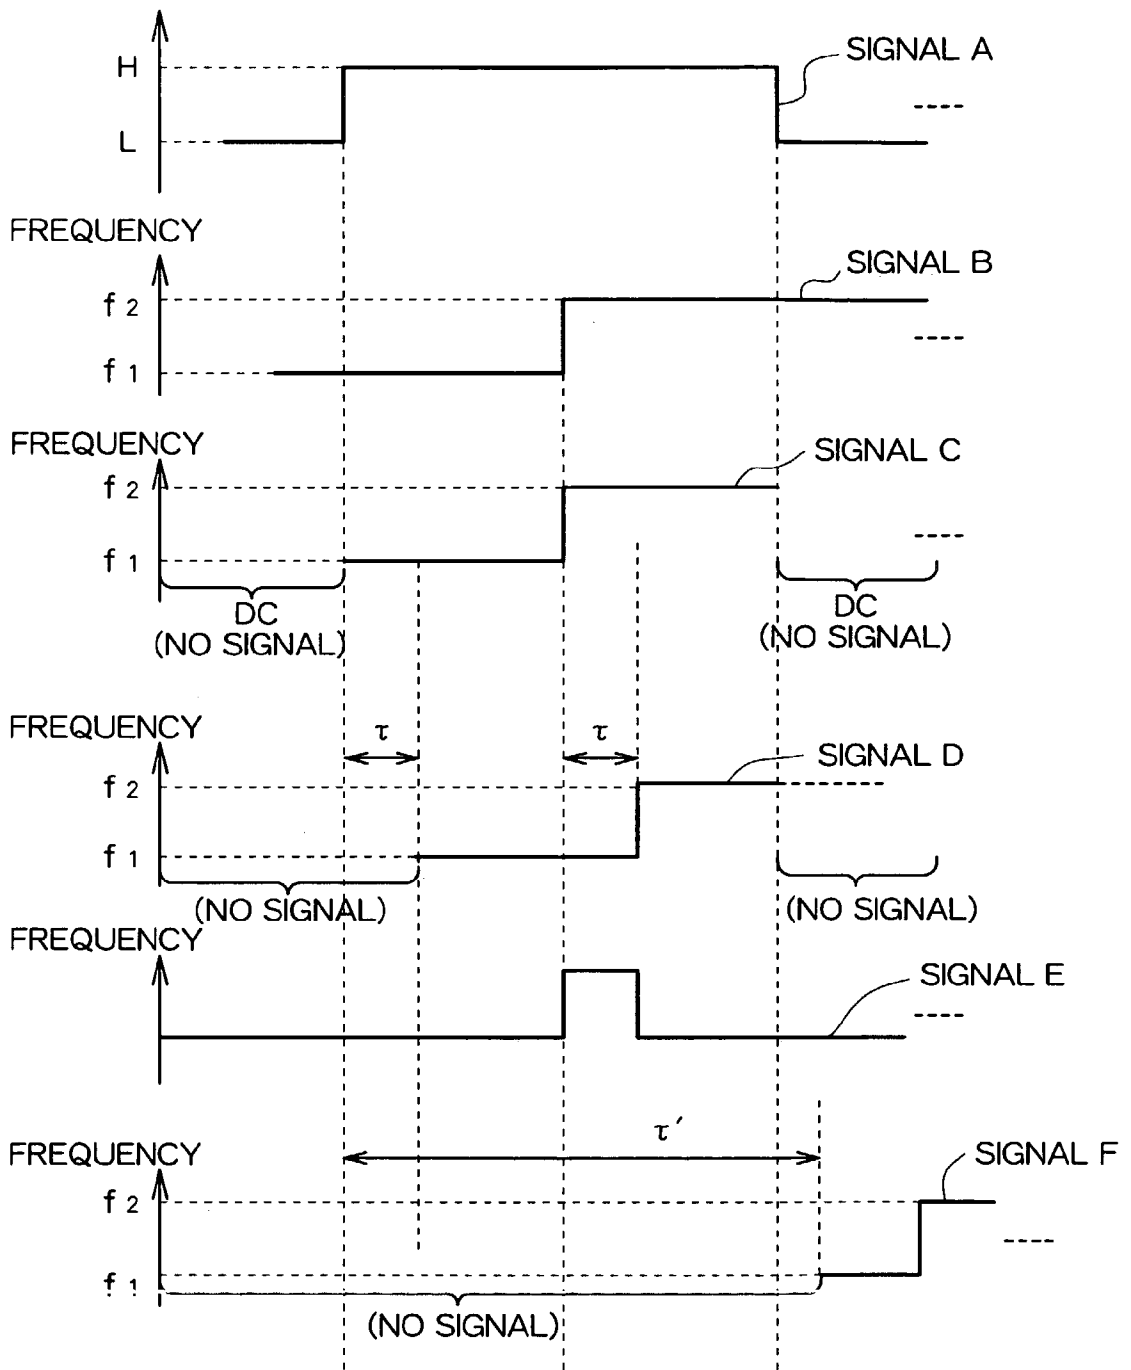 H
SIGNAL A
L
FREQUENCY
SIGNAL B
f 2
f 1
FREQUENCY
SIGNAL C
f 2
f 1
DC
(NO SIGNAL)
DC
(NO SIGNAL)
FREQUENCY
τ
τ
SIGNAL D
f 2
f 1
(NO SIGNAL)
(NO SIGNAL)
FREQUENCY
SIGNAL E
τ′
FREQUENCY
SIGNAL F
f 2
f 1
(NO SIGNAL)